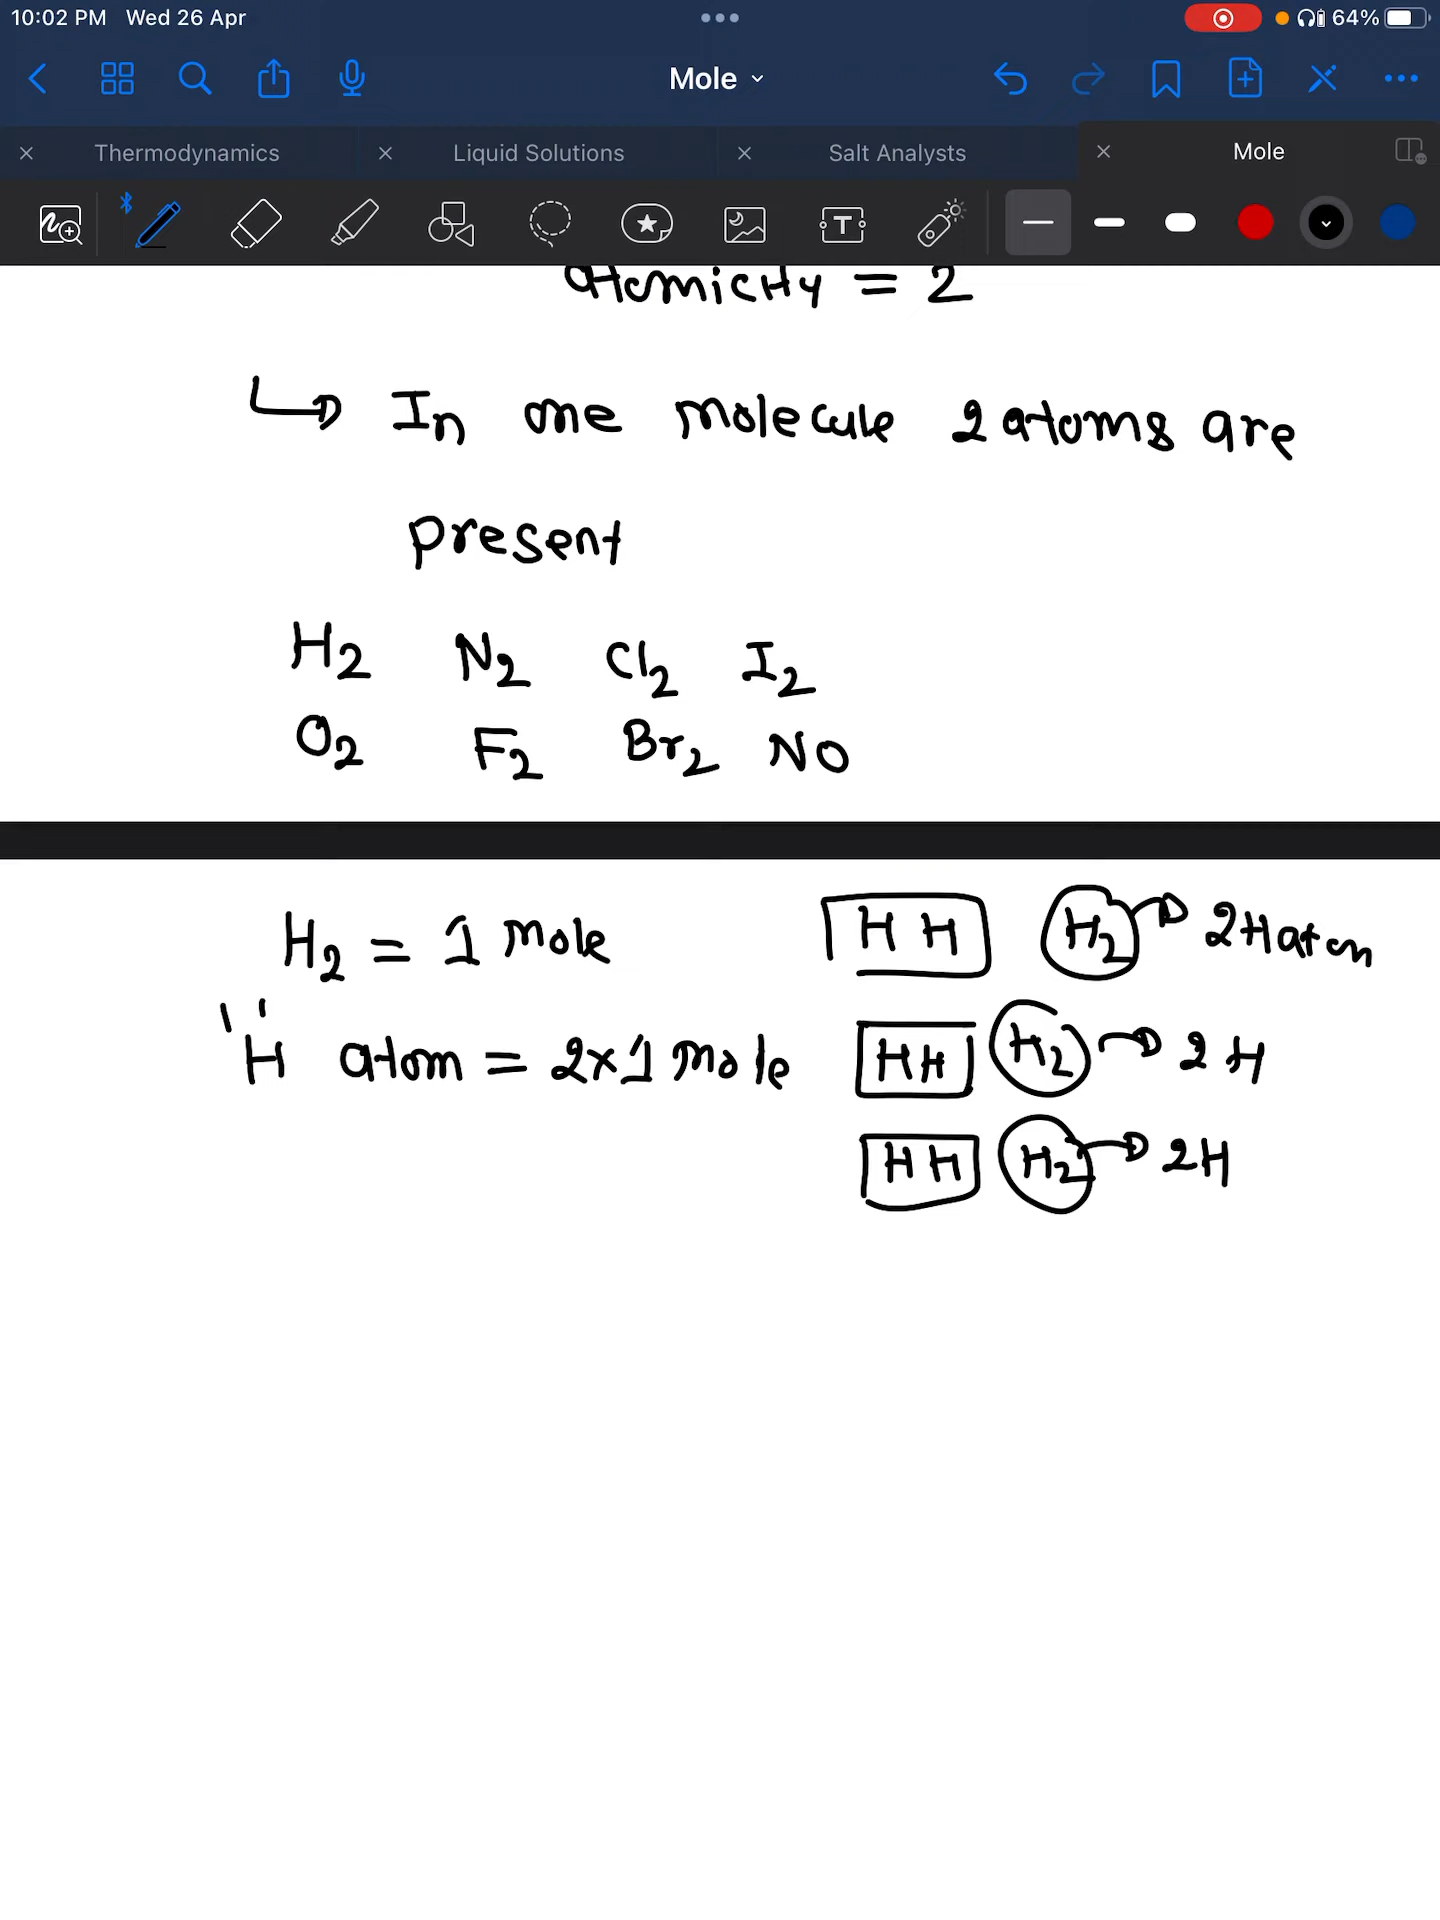 10:02 PM Wed 26 Apr 64%
Mole
Thermodynamics Liquid Solutions Salt Analysts Mole
T
atomicity = 2
↳ In one molecule 2 atoms are
present
H2 N2 Cl2 I2
O2 F2 Br2 NO
H2 = 1 mole HH H2 → 2H atom
"H atom = 2x1 mole HH H2 → 2H
HH H2 → 2H